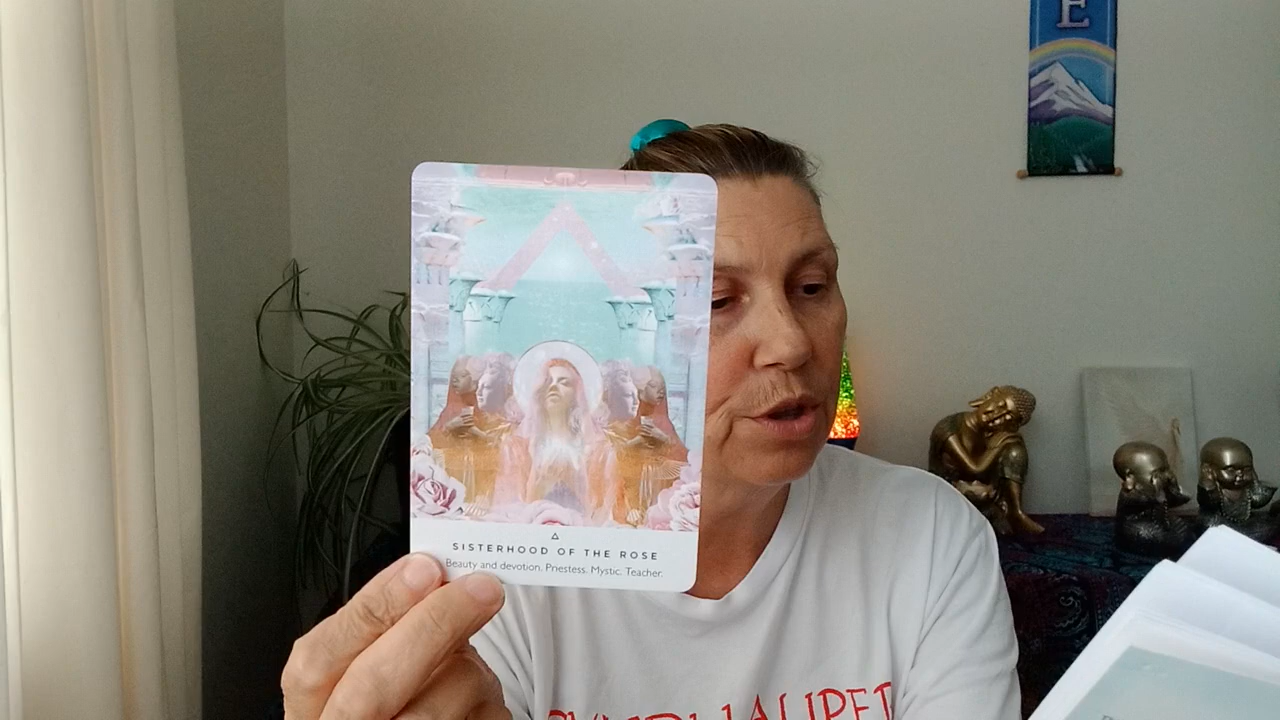 E
SISTERHOOD OF THE ROSE
Beauty and devotion. Priestess. Mystic. Teacher.